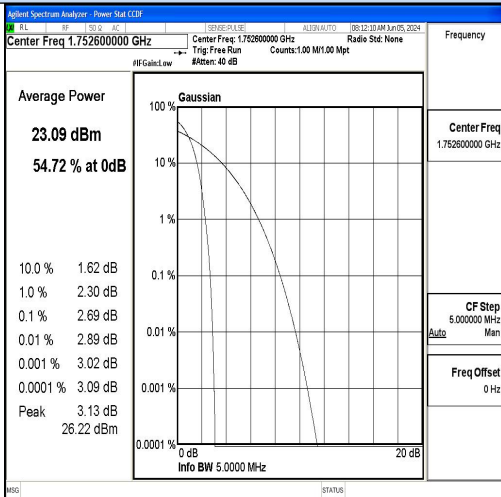 Agilent Spectrum Analyzer - Power Stat CCDF
RL RF 50 Ω AC SENSE:PULSE ALIGN AUTO 08:12:10 AM Jun 05, 2024
Center Freq 1.752600000 GHz
Center Freq: 1.752600000 GHz Radio Std: None
Trig: Free Run Counts:1.00 M/1.00 Mpt
#IFGain:Low #Atten: 40 dB
Frequency
Average Power
23.09 dBm
54.72 % at 0dB
10.0 % 1.62 dB
1.0 % 2.30 dB
0.1 % 2.69 dB
0.01 % 2.89 dB
0.001 % 3.02 dB
0.0001 % 3.09 dB
Peak 3.13 dB
26.22 dBm
Gaussian
100 %
10 %
1 %
0.1 %
0.01 %
0.001 %
0.0001 %
0 dB 20 dB
Info BW 5.0000 MHz
Center Freq
1.752600000 GHz
CF Step
5.000000 MHz
Auto Man
Freq Offset
0 Hz
MSG STATUS